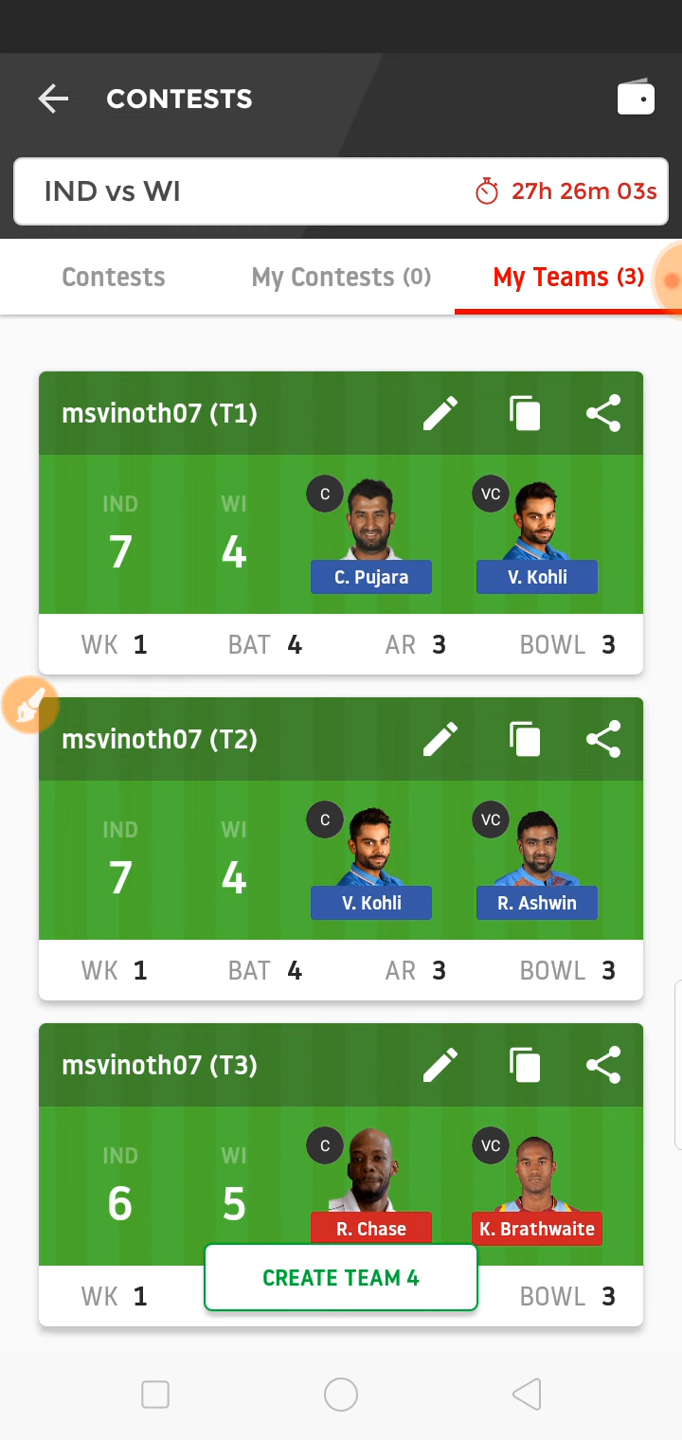 CONTESTS
IND vs WI 27h 26m 03s
Contests My Contests (0) My Teams (3)
msvinoth07 (T1)
IND WI C VC
7 4
C. Pujara V. Kohli
WK 1 BAT 4 AR 3 BOWL 3
msvinoth07 (T2)
IND WI C VC
7 4
V. Kohli R. Ashwin
WK 1 BAT 4 AR 3 BOWL 3
msvinoth07 (T3)
IND WI C VC
6 5
R. Chase K. Brathwaite
CREATE TEAM 4
WK 1 BOWL 3